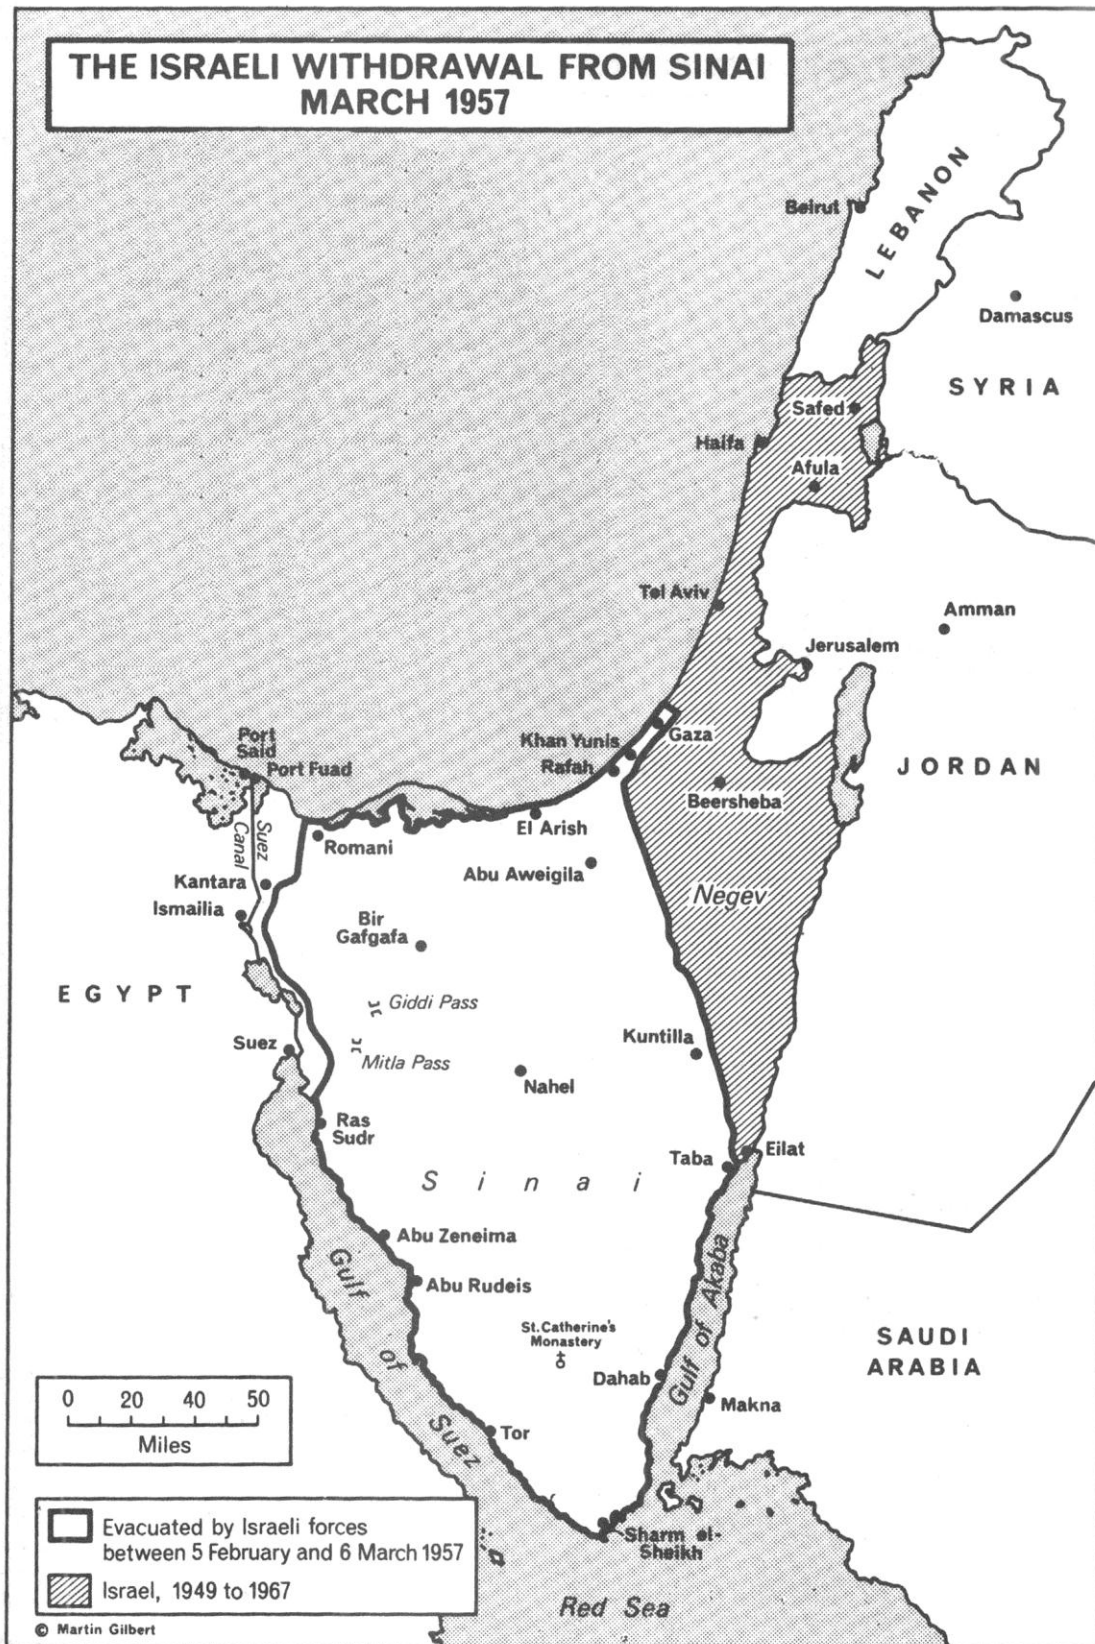 THE ISRAELI WITHDRAWAL FROM SINAI
MARCH 1957
Beirut
LEBANON
Damascus
SYRIA
Safed
Haifa
Afula
Tel Aviv
Amman
Jerusalem
Gaza
Khan Yunis
Rafah
Port
Said
Port Fuad
JORDAN
Beersheba
El Arish
Suez
Canal
Romani
Abu Aweigila
Kantara
Negev
Ismailia
Bir
Gafgafa
EGYPT
Giddi Pass
Suez
Mitla Pass
Kuntilla
Nahel
Ras
Sudr
Taba
Eilat
Sinai
Abu Zeneima
Gulf of Suez
Abu Rudeis
Gulf of Akaba
St. Catherine's
Monastery
SAUDI
ARABIA
Dahab
Makna
0 20 40 50
Miles
Tor
Sharm el-
Sheikh
Evacuated by Israeli forces
between 5 February and 6 March 1957
Israel, 1949 to 1967
Red Sea
© Martin Gilbert